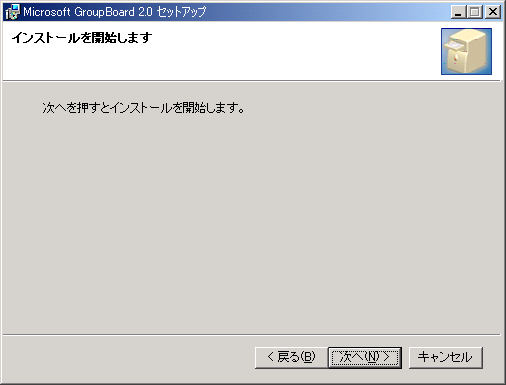 Microsoft GroupBoard 2.0 セットアップ
インストールを開始します
次へを押すとインストールを開始します。
< 戻る(B)
次へ(N) >
キャンセル